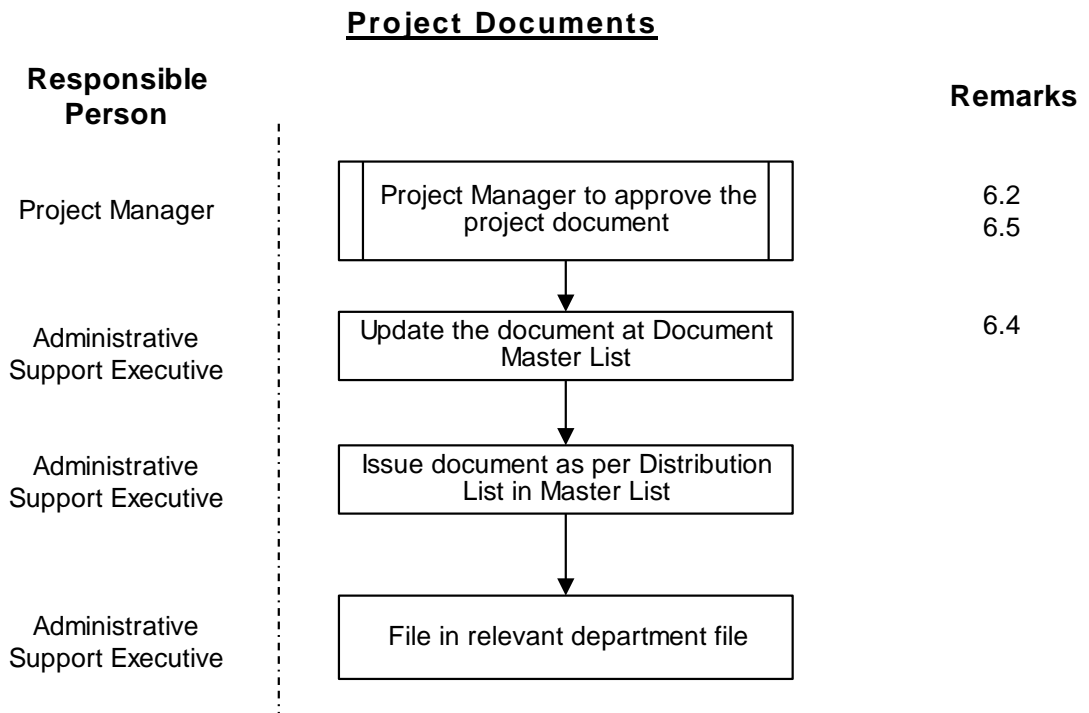 Project Documents
Responsible
Person
Remarks
Project Manager
Project Manager to approve the
project document
6.2
6.5
Administrative
Support Executive
Update the document at Document
Master List
6.4
Administrative
Support Executive
Issue document as per Distribution
List in Master List
Administrative
Support Executive
File in relevant department file